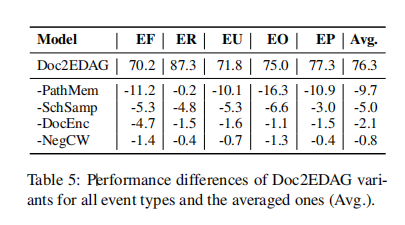 Model EF ER EU EO EP Avg.
Doc2EDAG 70.2 87.3 71.8 75.0 77.3 76.3
-PathMem -11.2 -0.2 -10.1 -16.3 -10.9 -9.7
-SchSamp -5.3 -4.8 -5.3 -6.6 -3.0 -5.0
-DocEnc -4.7 -1.5 -1.6 -1.1 -1.5 -2.1
-NegCW -1.4 -0.4 -0.7 -1.3 -0.4 -0.8
Table 5: Performance differences of Doc2EDAG vari-
ants for all event types and the averaged ones (Avg.).